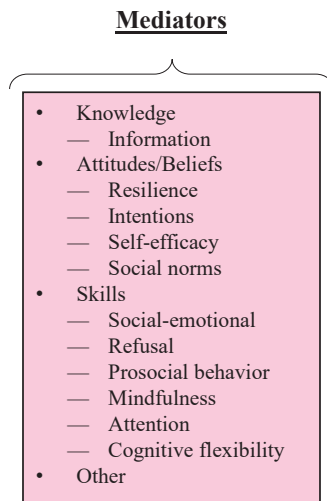 Mediators
• Knowledge
— Information
• Attitudes/Beliefs
— Resilience
— Intentions
— Self-efficacy
— Social norms
• Skills
— Social-emotional
— Refusal
— Prosocial behavior
— Mindfulness
— Attention
— Cognitive flexibility
• Other